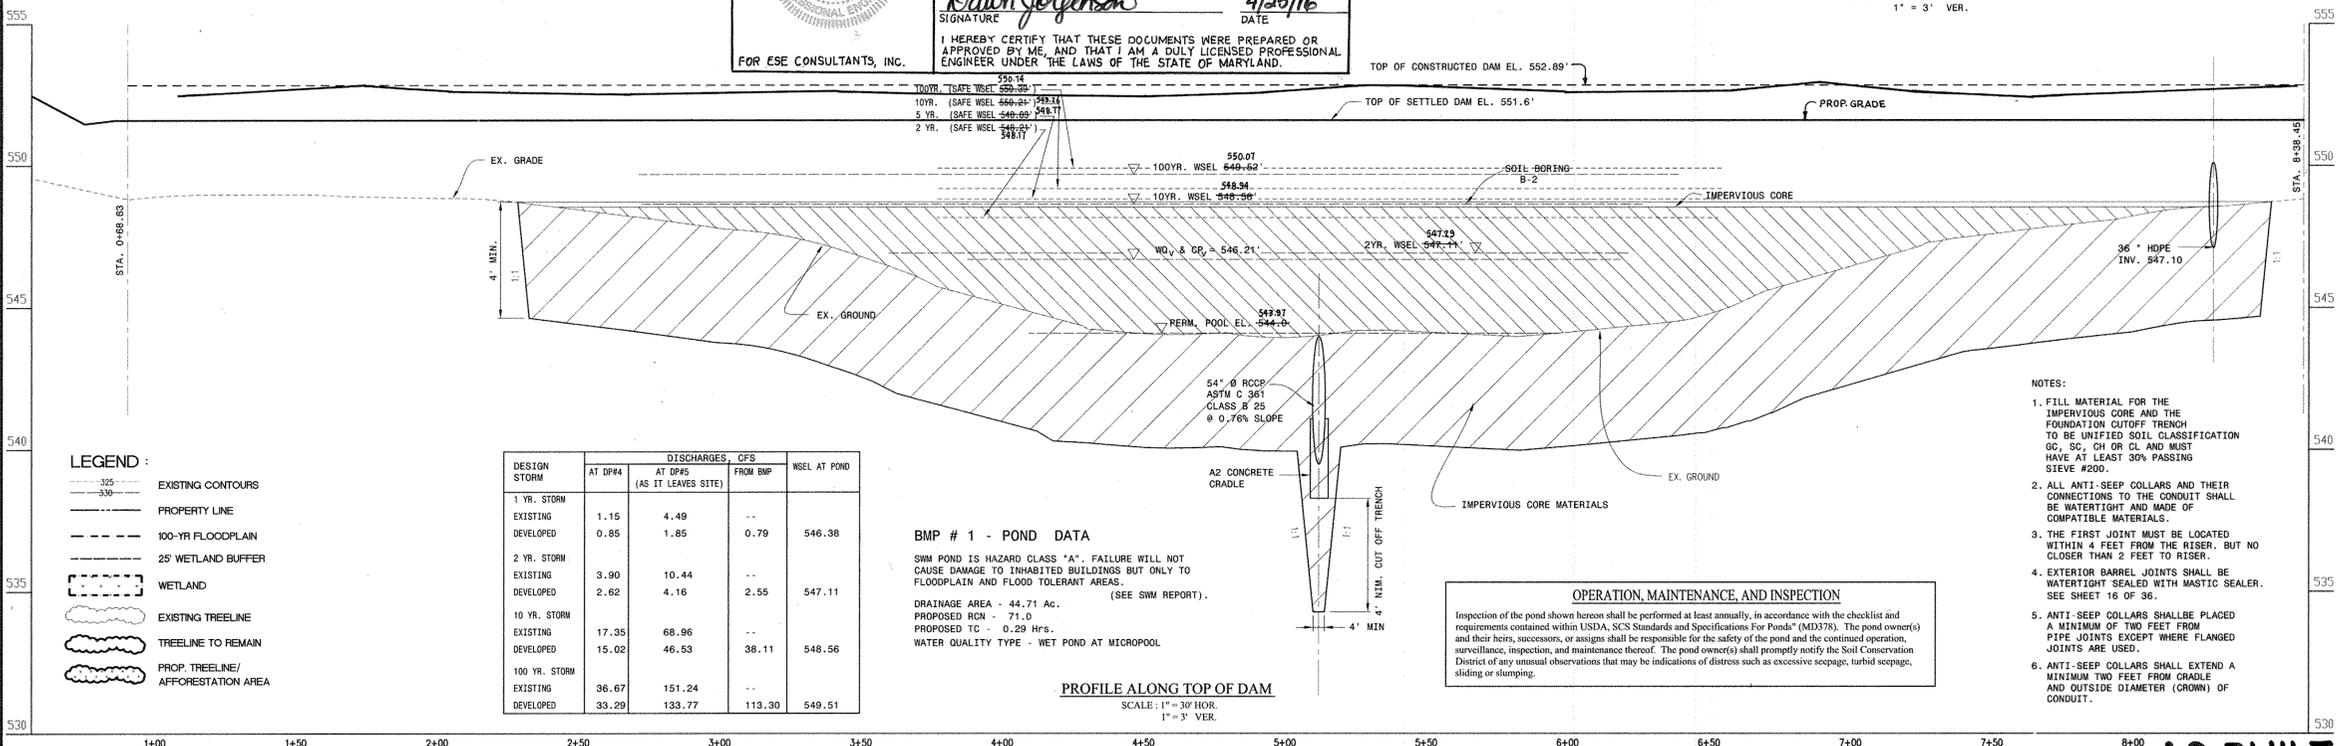 555
555
1" = 3' VER.
PROFESSIONAL ENGINEER
Dawn Jorgenson
4/25/16
SIGNATURE
DATE
I HEREBY CERTIFY THAT THESE DOCUMENTS WERE PREPARED OR
APPROVED BY ME, AND THAT I AM A DULY LICENSED PROFESSIONAL
ENGINEER UNDER THE LAWS OF THE STATE OF MARYLAND.
FOR ESE CONSULTANTS, INC.
TOP OF CONSTRUCTED DAM EL. 552.89'
550.14
100YR. (SAFE WSEL 550.39')
10YR. (SAFE WSEL 550.21')
5 YR. (SAFE WSEL 548.83')
548.77
2 YR. (SAFE WSEL 548.21')
548.17
TOP OF SETTLED DAM EL. 551.6'
PROP.GRADE
STA. 8+38.45
550
550
EX. GRADE
550.07
100YR. WSEL 549.52'
SOIL BORING
B-2
548.94
10YR. WSEL 548.56'
IMPERVIOUS CORE
STA. 0+68.63
4' MIN.
1:1
547.29
2YR. WSEL 547.11'
WQv & CPv = 546.21'
36 " HDPE
INV. 547.10
1:1
545
545
EX. GROUND
543.97
PERM. POOL EL. 544.0
54" Ø RCCP
ASTM C 361
CLASS B 25
@ 0.76% SLOPE
540
540
A2 CONCRETE
CRADLE
EX. GROUND
IMPERVIOUS CORE MATERIALS
1:1
1:1
4' NIM. CUT OFF TRENCH
4' MIN
LEGEND :
325
330
EXISTING CONTOURS
PROPERTY LINE
100-YR FLOODPLAIN
25' WETLAND BUFFER
WETLAND
EXISTING TREELINE
TREELINE TO REMAIN
PROP. TREELINE/
AFFORESTATION AREA
DESIGN STORM DISCHARGES, CFS WSEL AT POND
AT DP#4 AT DP#5 (AS IT LEAVES SITE) FROM BMP
1 YR. STORM
EXISTING 1.15 4.49 --
DEVELOPED 0.85 1.85 0.79 546.38
2 YR. STORM
EXISTING 3.90 10.44 --
DEVELOPED 2.62 4.16 2.55 547.11
10 YR. STORM
EXISTING 17.35 68.96 --
DEVELOPED 15.02 46.53 38.11 548.56
100 YR. STORM
EXISTING 36.67 151.24 --
DEVELOPED 33.29 133.77 113.30 549.51
BMP # 1 - POND DATA
SWM POND IS HAZARD CLASS "A". FAILURE WILL NOT
CAUSE DAMAGE TO INHABITED BUILDINGS BUT ONLY TO
FLOODPLAIN AND FLOOD TOLERANT AREAS.
(SEE SWM REPORT).
DRAINAGE AREA - 44.71 Ac.
PROPOSED RCN - 71.0
PROPOSED TC - 0.29 Hrs.
WATER QUALITY TYPE - WET POND AT MICROPOOL
PROFILE ALONG TOP OF DAM
SCALE : 1" = 30' HOR.
1" = 3' VER.
OPERATION, MAINTENANCE, AND INSPECTION
Inspection of the pond shown hereon shall be performed at least annually, in accordance with the checklist and
requirements contained within USDA, SCS Standards and Specifications For Ponds" (MD378). The pond owner(s)
and their heirs, successors, or assigns shall be responsible for the safety of the pond and the continued operation,
surveillance, inspection, and maintenance thereof. The pond owner(s) shall promptly notify the Soil Conservation
District of any unusual observations that may be indications of distress such as excessive seepage, turbid seepage,
sliding or slumping.
NOTES:
1. FILL MATERIAL FOR THE
IMPERVIOUS CORE AND THE
FOUNDATION CUTOFF TRENCH
TO BE UNIFIED SOIL CLASSIFICATION
GC, SC, CH OR CL AND MUST
HAVE AT LEAST 30% PASSING
SIEVE #200.
2. ALL ANTI-SEEP COLLARS AND THEIR
CONNECTIONS TO THE CONDUIT SHALL
BE WATERTIGHT AND MADE OF
COMPATIBLE MATERIALS.
3. THE FIRST JOINT MUST BE LOCATED
WITHIN 4 FEET FROM THE RISER. BUT NO
CLOSER THAN 2 FEET TO RISER.
4. EXTERIOR BARREL JOINTS SHALL BE
WATERTIGHT SEALED WITH MASTIC SEALER.
SEE SHEET 16 OF 36.
5. ANTI-SEEP COLLARS SHALLBE PLACED
A MINIMUM OF TWO FEET FROM
PIPE JOINTS EXCEPT WHERE FLANGED
JOINTS ARE USED.
6. ANTI-SEEP COLLARS SHALL EXTEND A
MINIMUM TWO FEET FROM CRADLE
AND OUTSIDE DIAMETER (CROWN) OF
CONDUIT.
535
535
530
530
1+00 1+50 2+00 2+50 3+00 3+50 4+00 4+50 5+00 5+50 6+00 6+50 7+00 7+50 8+00